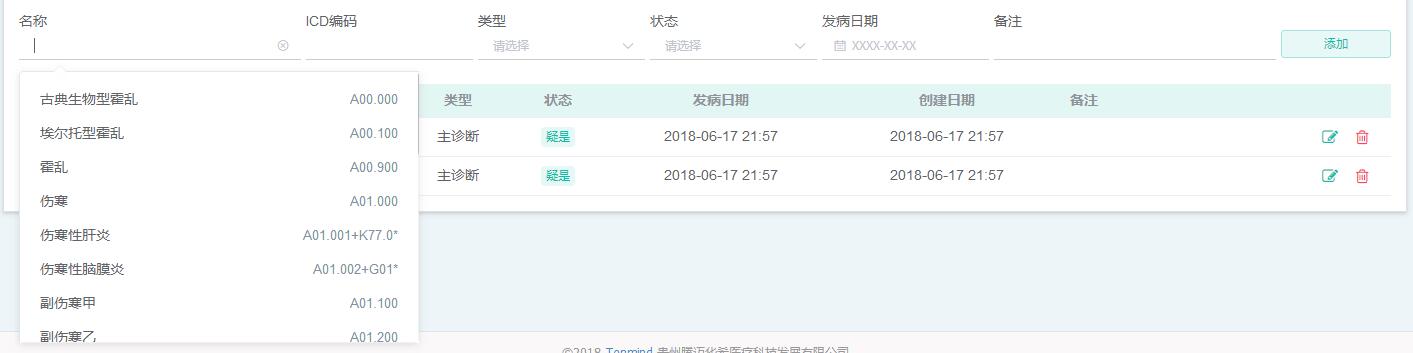 名称 ICD编码 类型 状态 发病日期 备注
请选择 请选择 XXXX-XX-XX 添加
类型 状态 发病日期 创建日期 备注
古典生物型霍乱 A00.000
埃尔托型霍乱 A00.100
主诊断 疑是 2018-06-17 21:57 2018-06-17 21:57
霍乱 A00.900
主诊断 疑是 2018-06-17 21:57 2018-06-17 21:57
伤寒 A01.000
伤寒性肝炎 A01.001+K77.0*
伤寒性脑膜炎 A01.002+G01*
副伤寒甲 A01.100
副伤寒乙 A01.200
©2018 Tenmind 贵州腾迈华希医疗科技发展有限公司